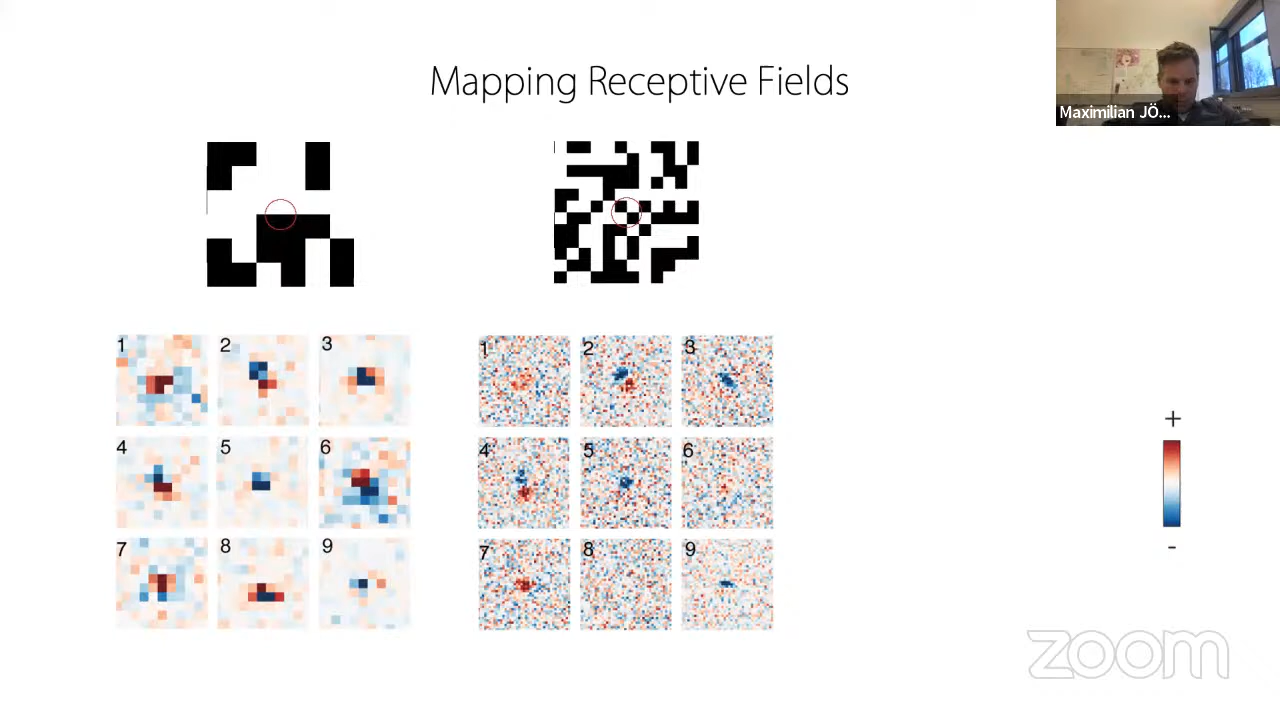 Mapping Receptive Fields
Maximilian JÖ...
1 2 3
4 5 6
7 8 9
1 2 3
4 5 6
7 8 9
+
-
zoom